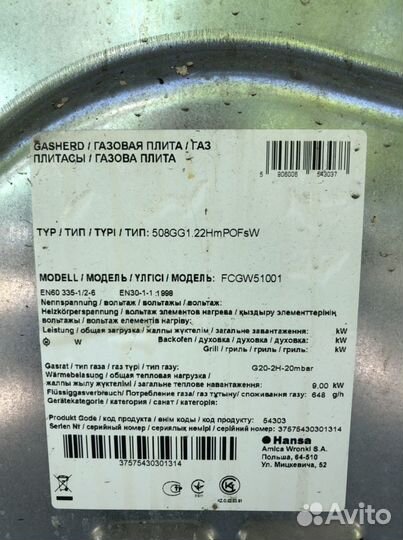 GASHERD / ГАЗОВАЯ ПЛИТА / ГАЗ
ПЛИТАСЫ / ГАЗОВА ПЛИТА
5 906006 543037
TYP / ТИП / ТҮРІ / ТИП: 508GG1.22HmPOFsW
MODELL / МОДЕЛЬ / ҮЛГІСІ / МОДЕЛЬ: FCGW51001
EN60 335-1/2-6 EN30-1-1:1998
Nennspannung / вольтаж / вольтажы / вольтаж:
Heizkörperspennung / вольтаж элементов нагрева / қыздыру элементтерінің
вольтажы / вольтаж елементів нагріву:
Leistung / общая загрузка / жалпы жүктелім / загальне завантаження: kW
W Backofen / духовка / духовка / духовка: kW
Grill / гриль / гриль / гриль: kW
Gasrat / тип газа / газ түрі / тип газу: G20-2H-20mbar
Wärmebelasung / общая тепловая нагрузка /
жалпы жылу жүктелімі / загальне теплове навантаження: 9.00 kW
Flüssiggasverbrauch/ Потребление газа/ газ тұтыну/ споживання газу: 648 g/h
Gerätekategorie / категория / санат / категорія:
Produkt Code / код продукта / өнім коды / код продукту: 54303
Serien Nr / серийный номер / сериялық нөмірі / серійний номер: 37575430301314
37575430301314
Hansa
Amica Wronki S.A.
Польша, 64-510
Ул. Мицкевича, 52
Avito